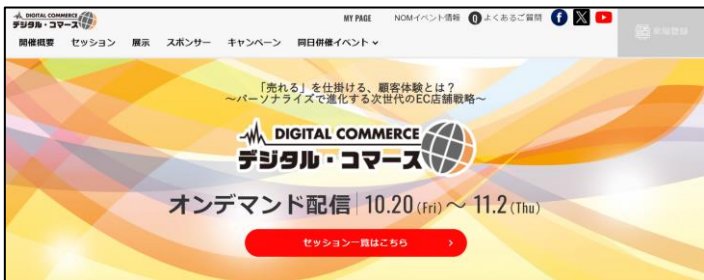 DIGITAL COMMERCE
デジタル・コマース
MY PAGE NOMイベント情報 よくあるご質問
来場登録
開催概要 セッション 展示 スポンサー キャンペーン 同日併催イベント
「売れる」を仕掛ける、顧客体験とは？
～パーソナライズで進化する次世代のEC店舗戦略～
DIGITAL COMMERCE
デジタル・コマース
オンデマンド配信 10.20 (Fri) ～ 11.2 (Thu)
セッション一覧はこちら